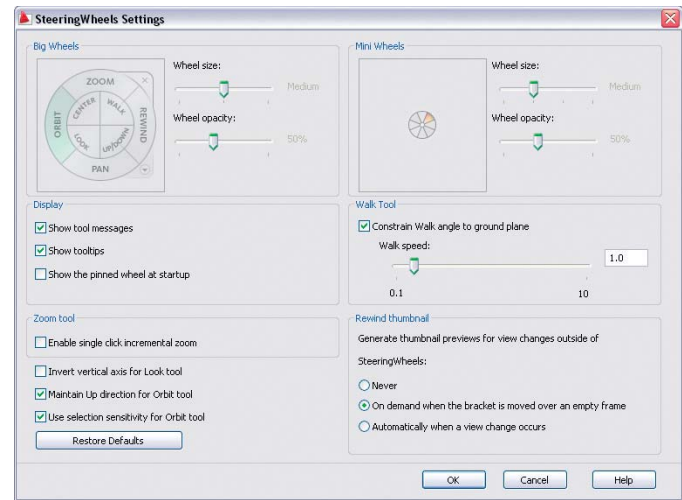 SteeringWheels Settings
Big Wheels
ZOOM
ORBIT
REWIND
PAN
CENTER
WALK
LOOK
UP/DOWN
Wheel size:
Medium
Wheel opacity:
50%
Mini Wheels
Wheel size:
Medium
Wheel opacity:
50%
Display
Show tool messages
Show tooltips
Show the pinned wheel at startup
Walk Tool
Constrain Walk angle to ground plane
Walk speed:
1.0
0.1
10
Zoom tool
Enable single click incremental zoom
Invert vertical axis for Look tool
Maintain Up direction for Orbit tool
Use selection sensitivity for Orbit tool
Restore Defaults
Rewind thumbnail
Generate thumbnail previews for view changes outside of
SteeringWheels:
Never
On demand when the bracket is moved over an empty frame
Automatically when a view change occurs
OK
Cancel
Help